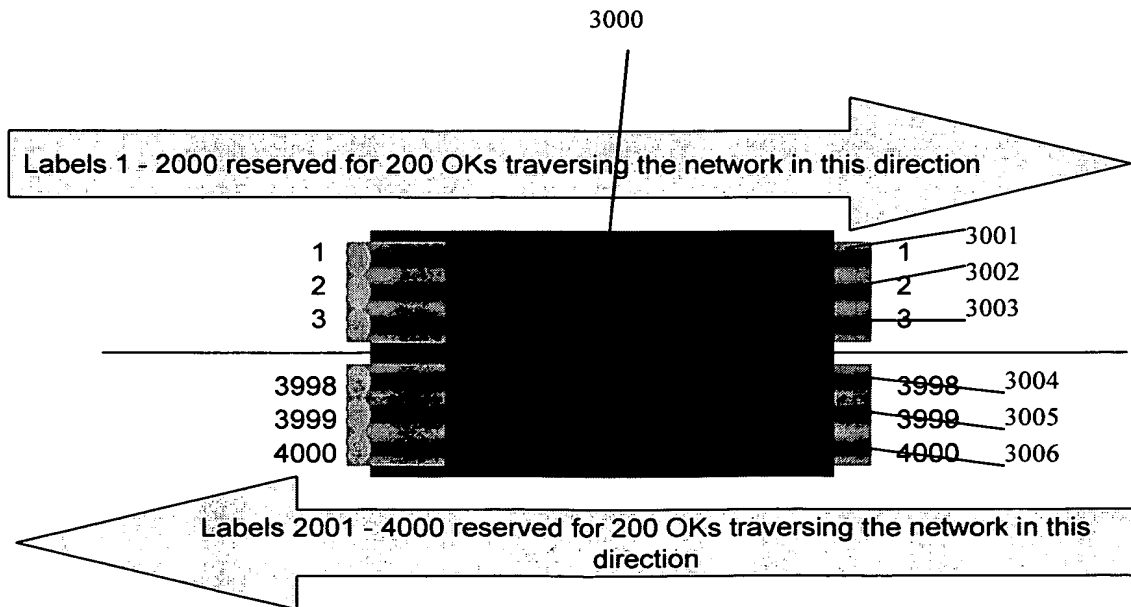 3000
Labels 1 - 2000 reserved for 200 OKs traversing the network in this direction
1 1 3001
2 2 3002
3 3 3003
3998 3998 3004
3999 3999 3005
4000 4000 3006
Labels 2001 - 4000 reserved for 200 OKs traversing the network in this
direction